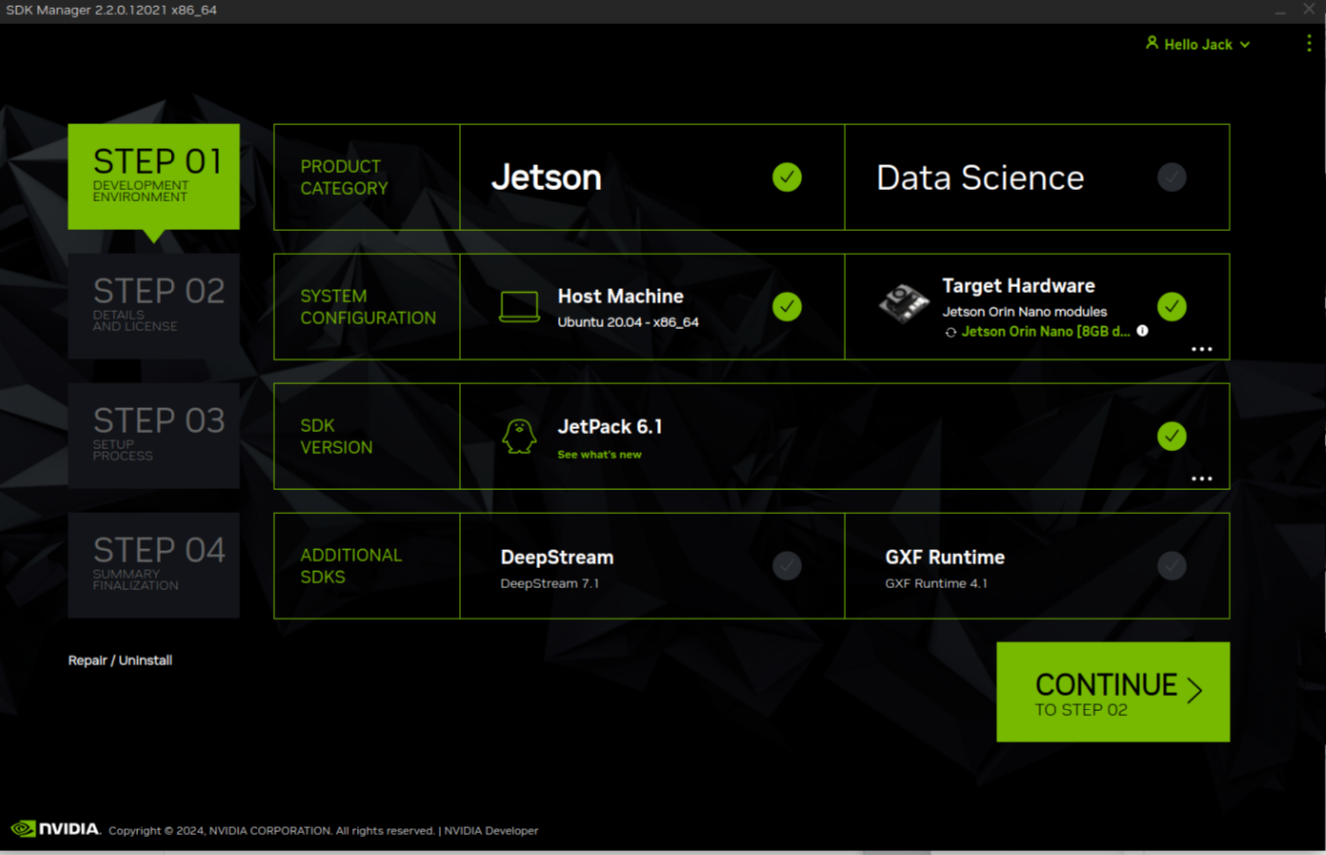 SDK Manager 2.2.0.12021 x86_64
Hello Jack
STEP 01
DEVELOPMENT
ENVIRONMENT
PRODUCT
CATEGORY
Jetson
Data Science
STEP 02
DETAILS
AND LICENSE
SYSTEM
CONFIGURATION
Host Machine
Ubuntu 20.04 - x86_64
Target Hardware
Jetson Orin Nano modules
Jetson Orin Nano [8GB d...
STEP 03
SETUP
PROCESS
SDK
VERSION
JetPack 6.1
See what's new
STEP 04
SUMMARY
FINALIZATION
ADDITIONAL
SDKS
DeepStream
DeepStream 7.1
GXF Runtime
GXF Runtime 4.1
Repair / Uninstall
CONTINUE
TO STEP 02
NVIDIA. Copyright © 2024, NVIDIA CORPORATION. All rights reserved. | NVIDIA Developer